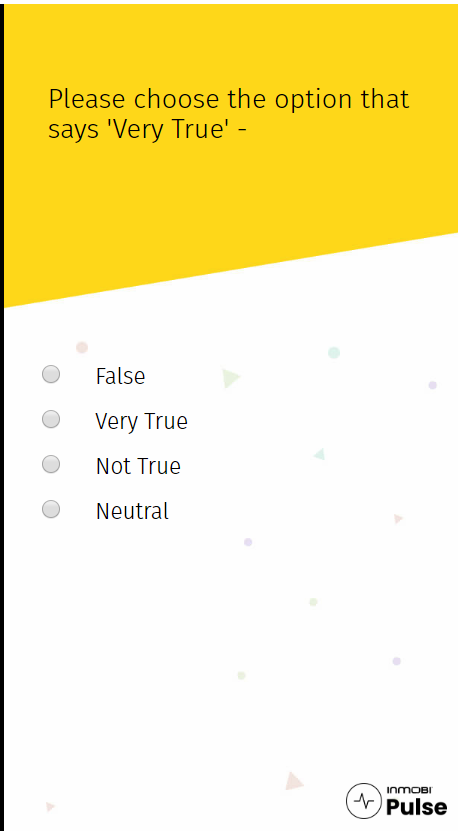 Please choose the option that
says 'Very True' -
False
Very True
Not True
Neutral
INMOBI
Pulse